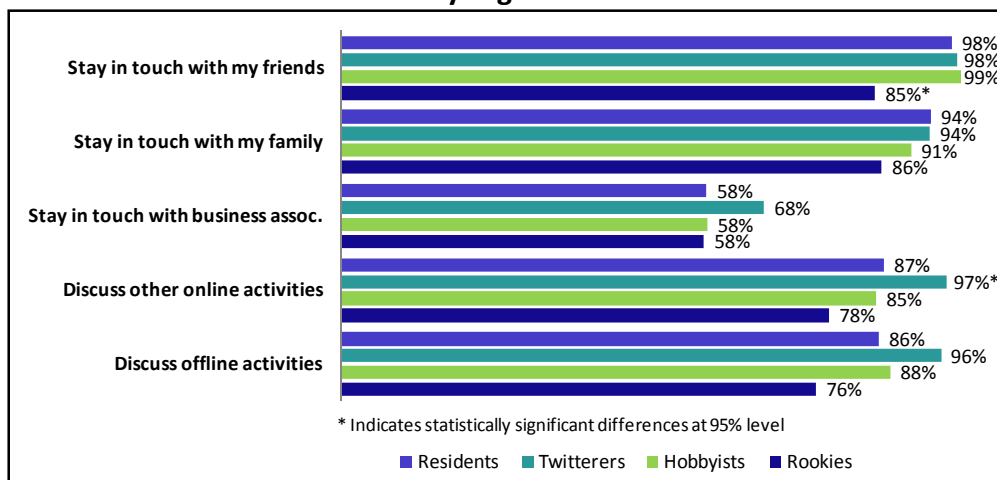 Stay in touch with my friends
98%
98%
99%
85%*
Stay in touch with my family
94%
94%
91%
86%
Stay in touch with business assoc.
58%
68%
58%
58%
Discuss other online activities
87%
97%*
85%
78%
Discuss offline activities
86%
96%
88%
76%
* Indicates statistically significant differences at 95% level
Residents Twitterers Hobbyists Rookies